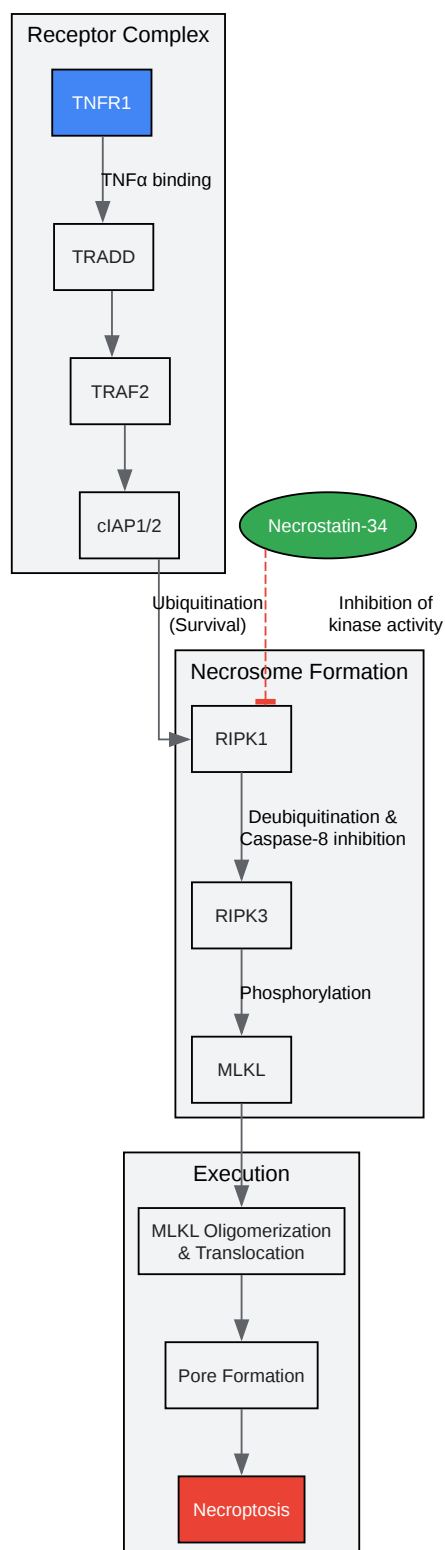 Receptor Complex
TNFR1
TNFα binding
TRADD
TRAF2
cIAP1/2
Necrostatin-34
Ubiquitination
(Survival)
Inhibition of
kinase activity
Necrosome Formation
RIPK1
Deubiquitination &
Caspase-8 inhibition
RIPK3
Phosphorylation
MLKL
Execution
MLKL Oligomerization
& Translocation
Pore Formation
Necroptosis